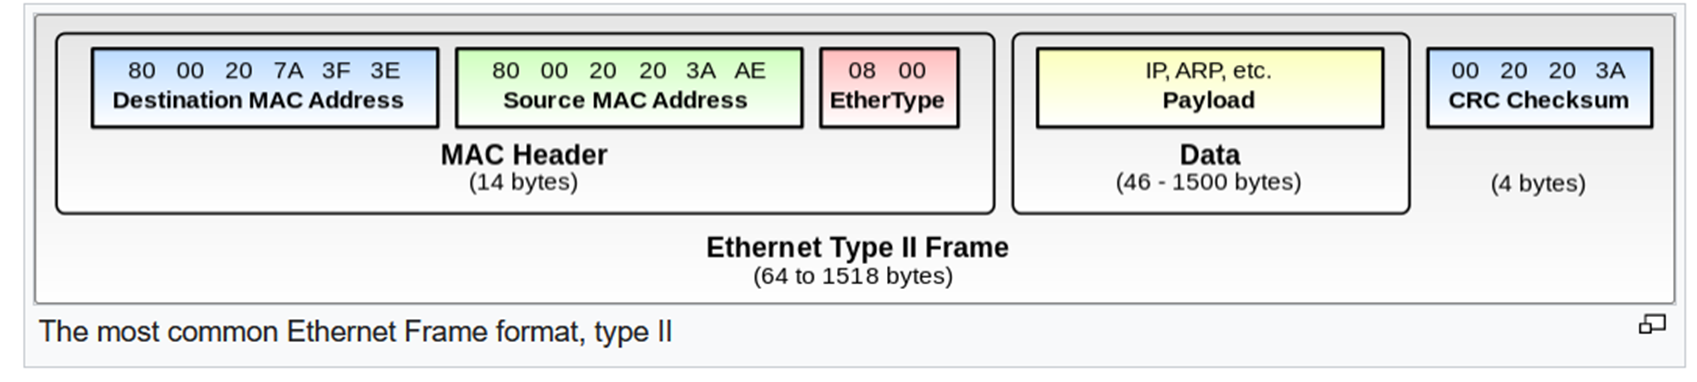 80 00 20 7A 3F 3E
Destination MAC Address
80 00 20 20 3A AE
Source MAC Address
08 00
EtherType
MAC Header
(14 bytes)
IP, ARP, etc.
Payload
Data
(46 - 1500 bytes)
00 20 20 3A
CRC Checksum
(4 bytes)
Ethernet Type II Frame
(64 to 1518 bytes)
The most common Ethernet Frame format, type II